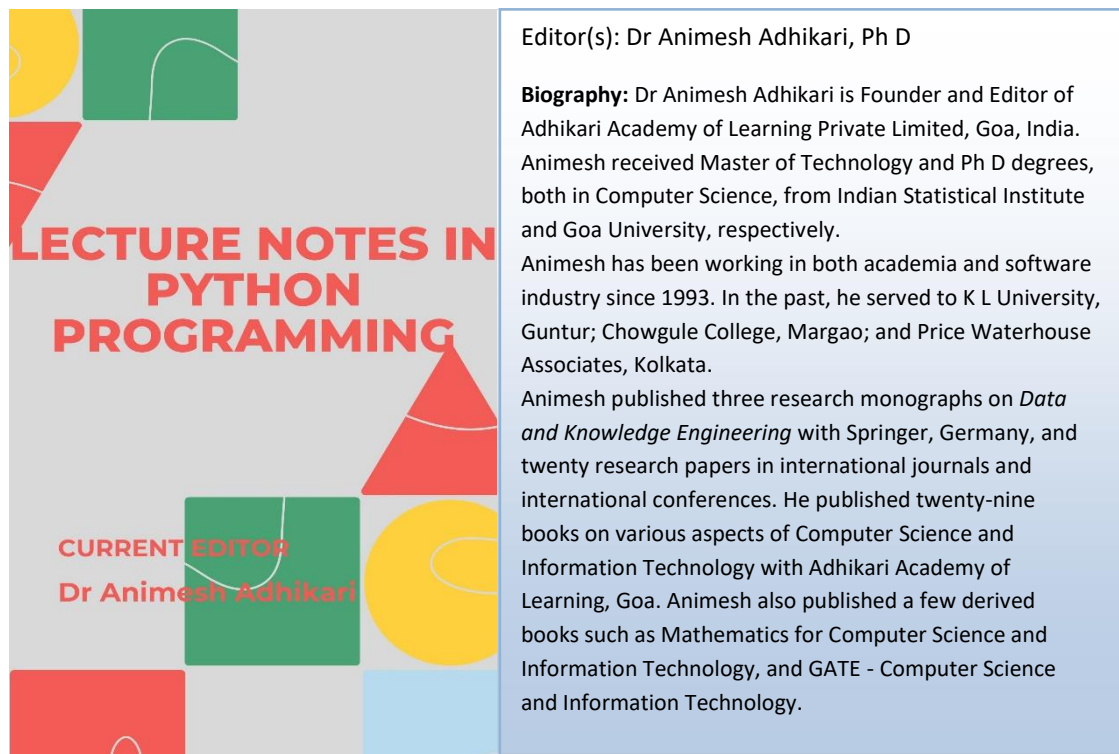 LECTURE NOTES IN
PYTHON
PROGRAMMING
CURRENT EDITOR
Dr Animesh Adhikari
Editor(s): Dr Animesh Adhikari, Ph D
Biography: Dr Animesh Adhikari is Founder and Editor of
Adhikari Academy of Learning Private Limited, Goa, India.
Animesh received Master of Technology and Ph D degrees,
both in Computer Science, from Indian Statistical Institute
and Goa University, respectively.
Animesh has been working in both academia and software
industry since 1993. In the past, he served to K L University,
Guntur; Chowgule College, Margao; and Price Waterhouse
Associates, Kolkata.
Animesh published three research monographs on Data
and Knowledge Engineering with Springer, Germany, and
twenty research papers in international journals and
international conferences. He published twenty-nine
books on various aspects of Computer Science and
Information Technology with Adhikari Academy of
Learning, Goa. Animesh also published a few derived
books such as Mathematics for Computer Science and
Information Technology, and GATE - Computer Science
and Information Technology.